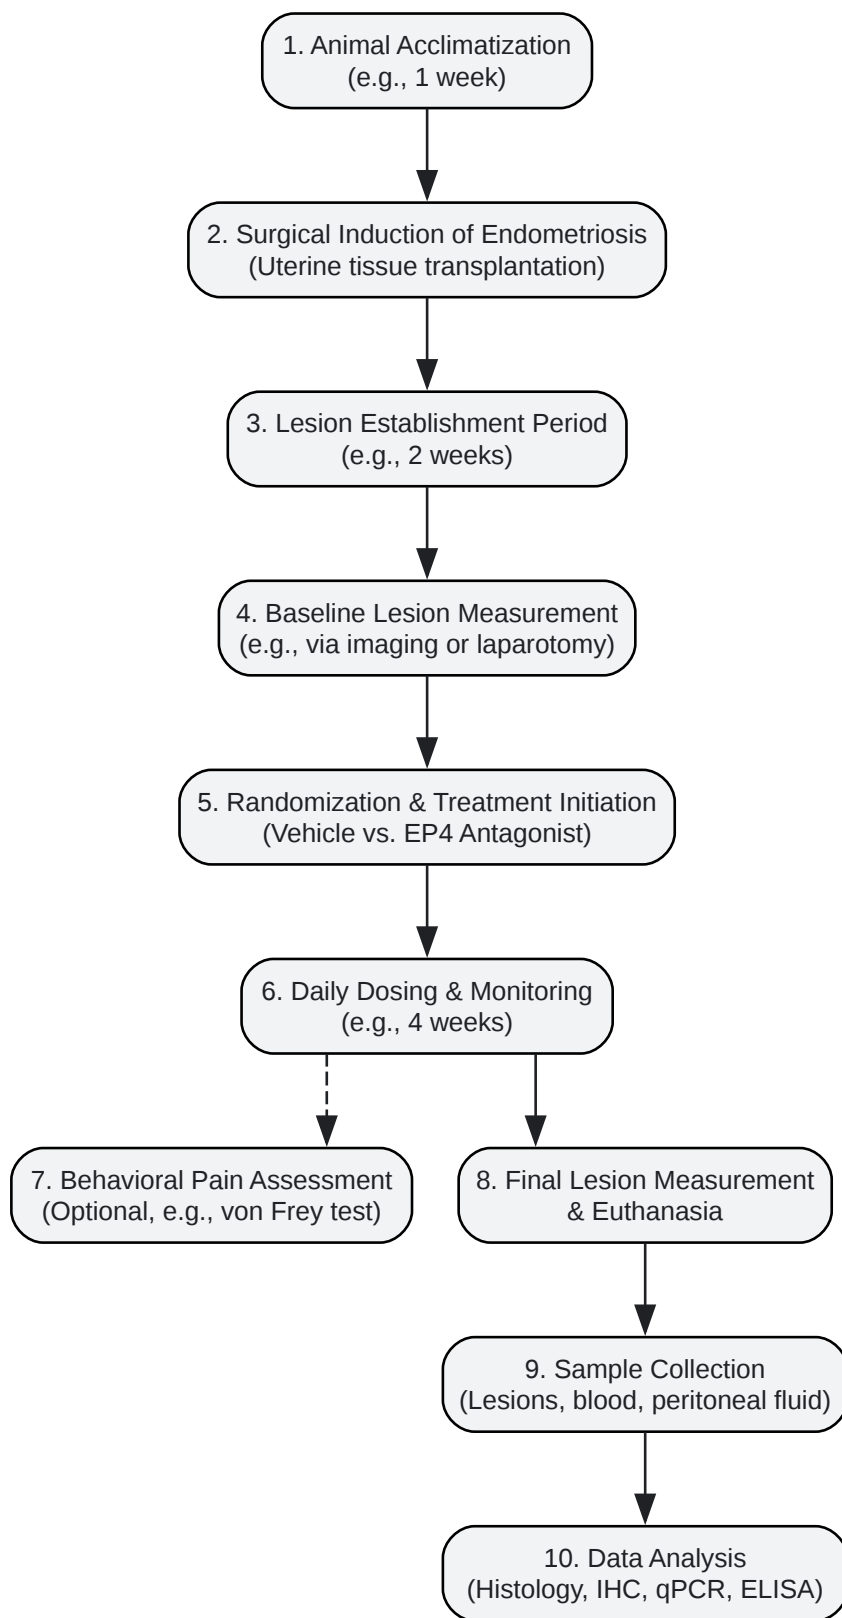 1. Animal Acclimatization
(e.g., 1 week)
2. Surgical Induction of Endometriosis
(Uterine tissue transplantation)
3. Lesion Establishment Period
(e.g., 2 weeks)
4. Baseline Lesion Measurement
(e.g., via imaging or laparotomy)
5. Randomization & Treatment Initiation
(Vehicle vs. EP4 Antagonist)
6. Daily Dosing & Monitoring
(e.g., 4 weeks)
7. Behavioral Pain Assessment
(Optional, e.g., von Frey test)
8. Final Lesion Measurement
& Euthanasia
9. Sample Collection
(Lesions, blood, peritoneal fluid)
10. Data Analysis
(Histology, IHC, qPCR, ELISA)